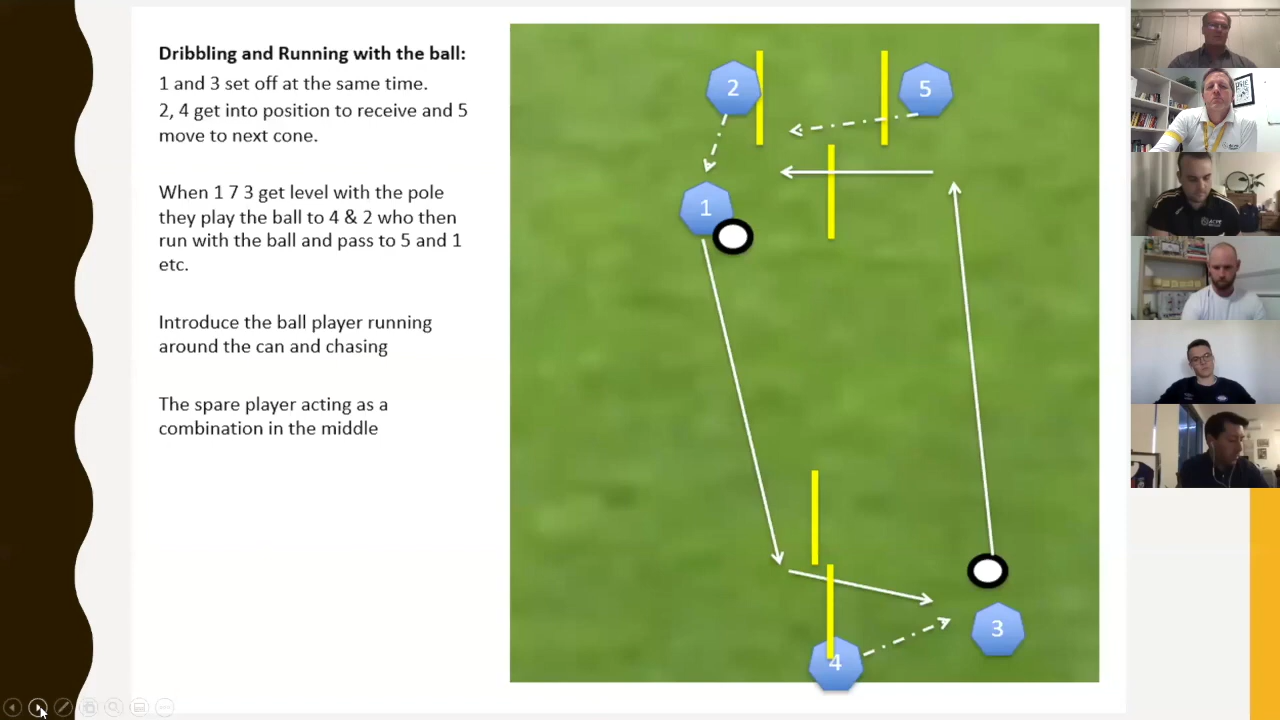 Dribbling and Running with the ball:
1 and 3 set off at the same time.
2, 4 get into position to receive and 5
move to next cone.
When 1 7 3 get level with the pole
they play the ball to 4 & 2 who then
run with the ball and pass to 5 and 1
etc.
Introduce the ball player running
around the can and chasing
The spare player acting as a
combination in the middle
2
5
1
3
4